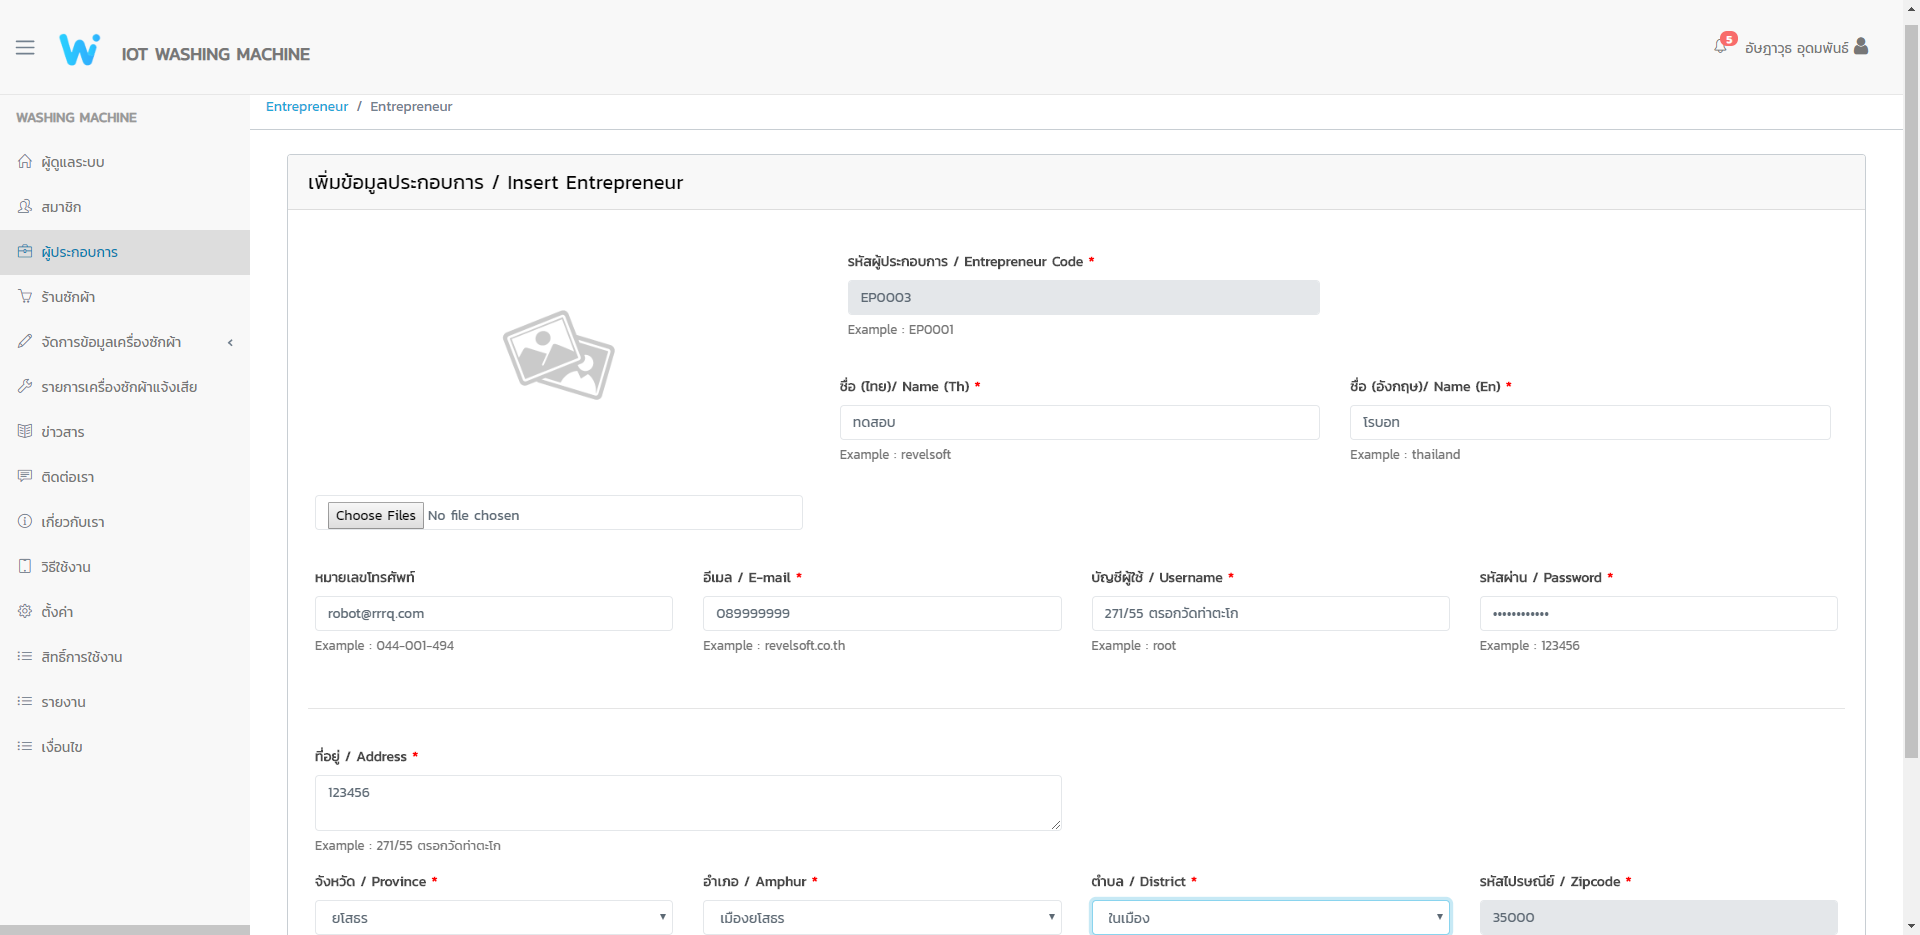 IOT WASHING MACHINE
5
อัษฎาวุธ อุดมพันธ์
WASHING MACHINE
ผู้ดูแลระบบ
สมาชิก
ผู้ประกอบการ
ร้านซักผ้า
จัดการข้อมูลเครื่องซักผ้า
รายการเครื่องซักผ้าแจ้งเสีย
ข่าวสาร
ติดต่อเรา
เกี่ยวกับเรา
วิธีใช้งาน
ตั้งค่า
สิทธิ์การใช้งาน
รายงาน
เงื่อนไข
Entrepreneur / Entrepreneur
เพิ่มข้อมูลประกอบการ / Insert Entrepreneur
รหัสผู้ประกอบการ / Entrepreneur Code *
EP0003
Example : EP0001
ชื่อ (ไทย)/ Name (Th) *
ทดสอบ
Example : revelsoft
ชื่อ (อังกฤษ)/ Name (En) *
โรบอท
Example : thailand
Choose Files No file chosen
หมายเลขโทรศัพท์
robot@rrrq.com
Example : 044-001-494
อีเมล / E-mail *
089999999
Example : revelsoft.co.th
บัญชีผู้ใช้ / Username *
271/55 ตรอกวัดท่าตะโก
Example : root
รหัสผ่าน / Password *
••••••••••••
Example : 123456
ที่อยู่ / Address *
123456
Example : 271/55 ตรอกวัดท่าตะโก
จังหวัด / Province *
ยโสธร
อำเภอ / Amphur *
เมืองยโสธร
ตำบล / District *
ในเมือง
รหัสไปรษณีย์ / Zipcode *
35000